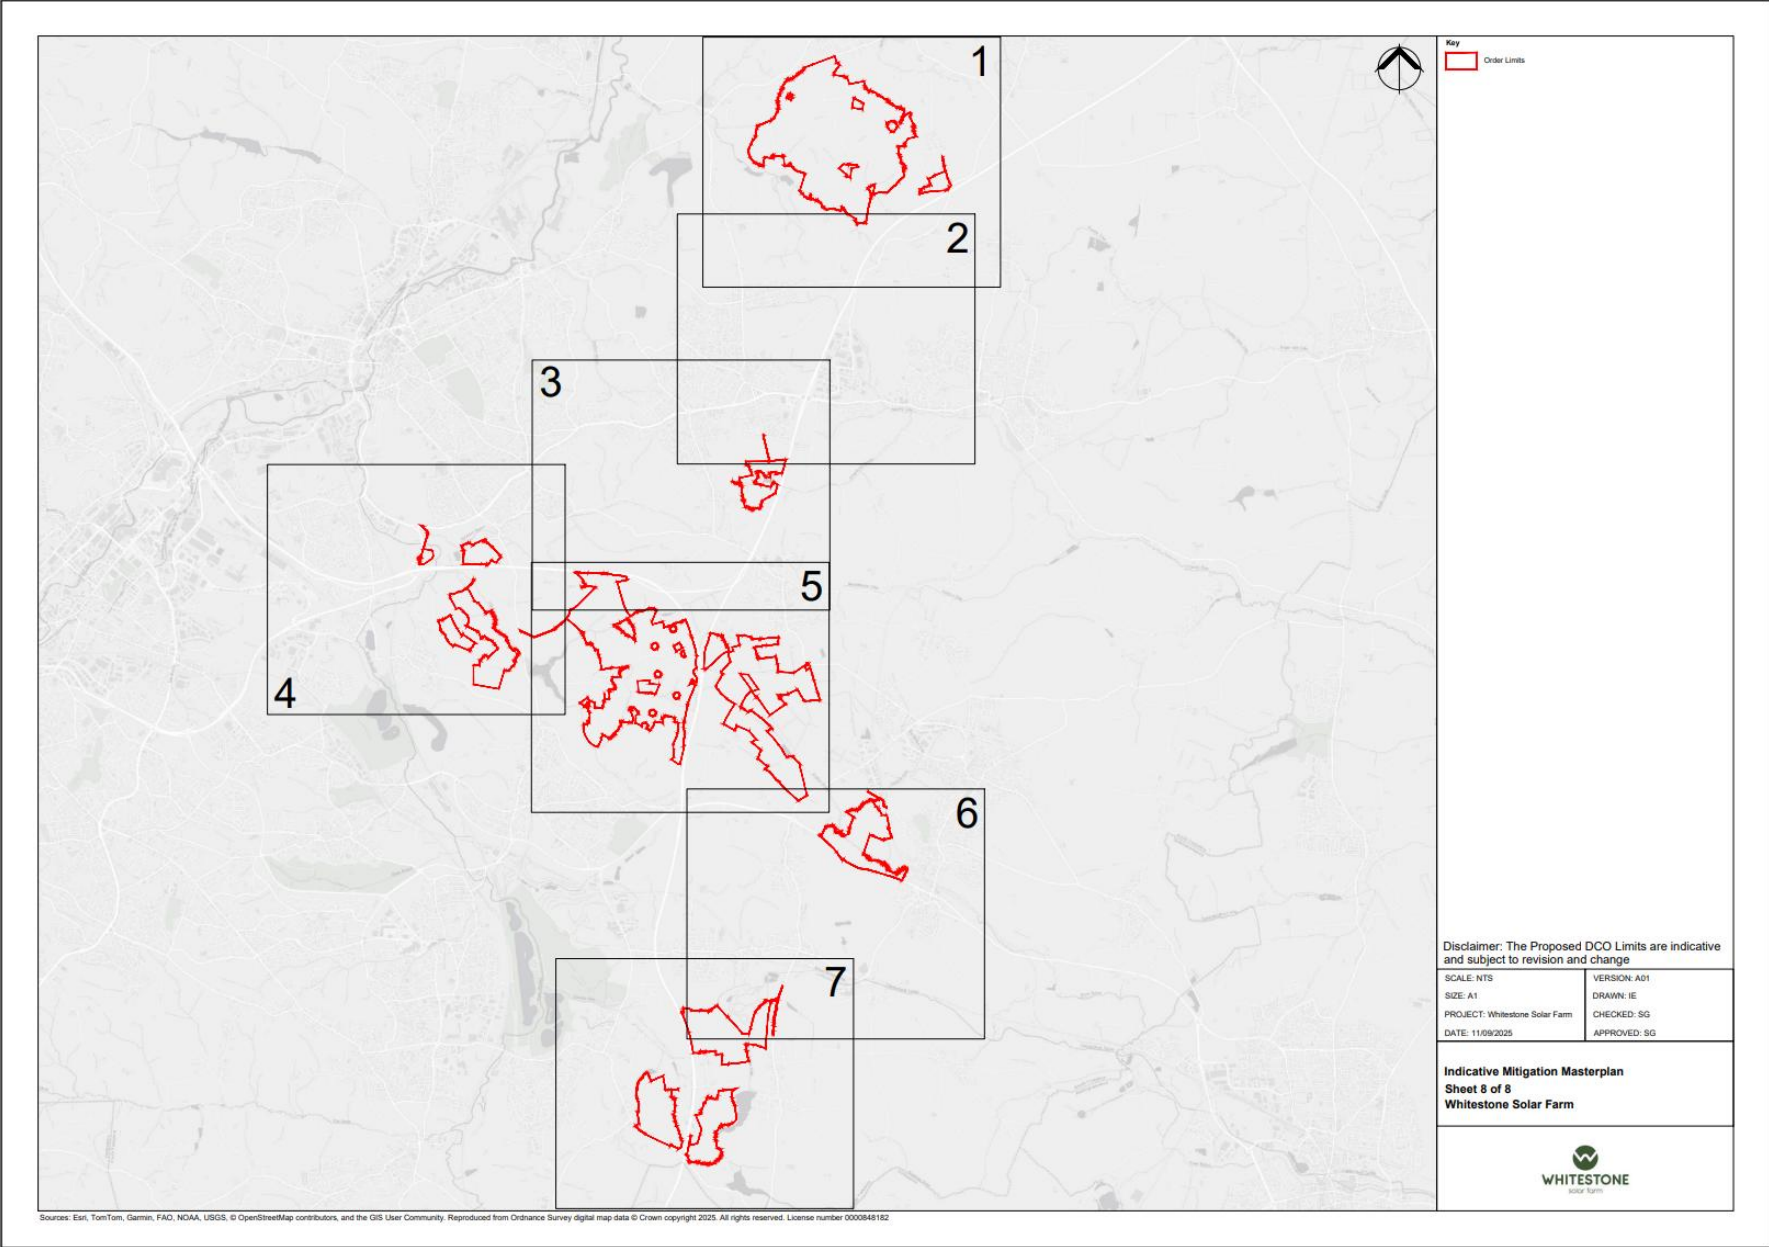 1
2
3
5
4
6
7
Key
Order Limits
Disclaimer: The Proposed DCO Limits are indicative
and subject to revision and change
SCALE: NTS
VERSION: A01
SIZE: A1
DRAWN: IE
PROJECT: Whitestone Solar Farm
CHECKED: SG
DATE: 11/09/2025
APPROVED: SG
Indicative Mitigation Masterplan
Sheet 8 of 8
Whitestone Solar Farm
WHITESTONE
solar farm
Sources: Esri, TomTom, Garmin, FAO, NOAA, USGS, © OpenStreetMap contributors, and the GIS User Community. Reproduced from Ordnance Survey digital map data © Crown copyright 2025. All rights reserved. License number 0000848182